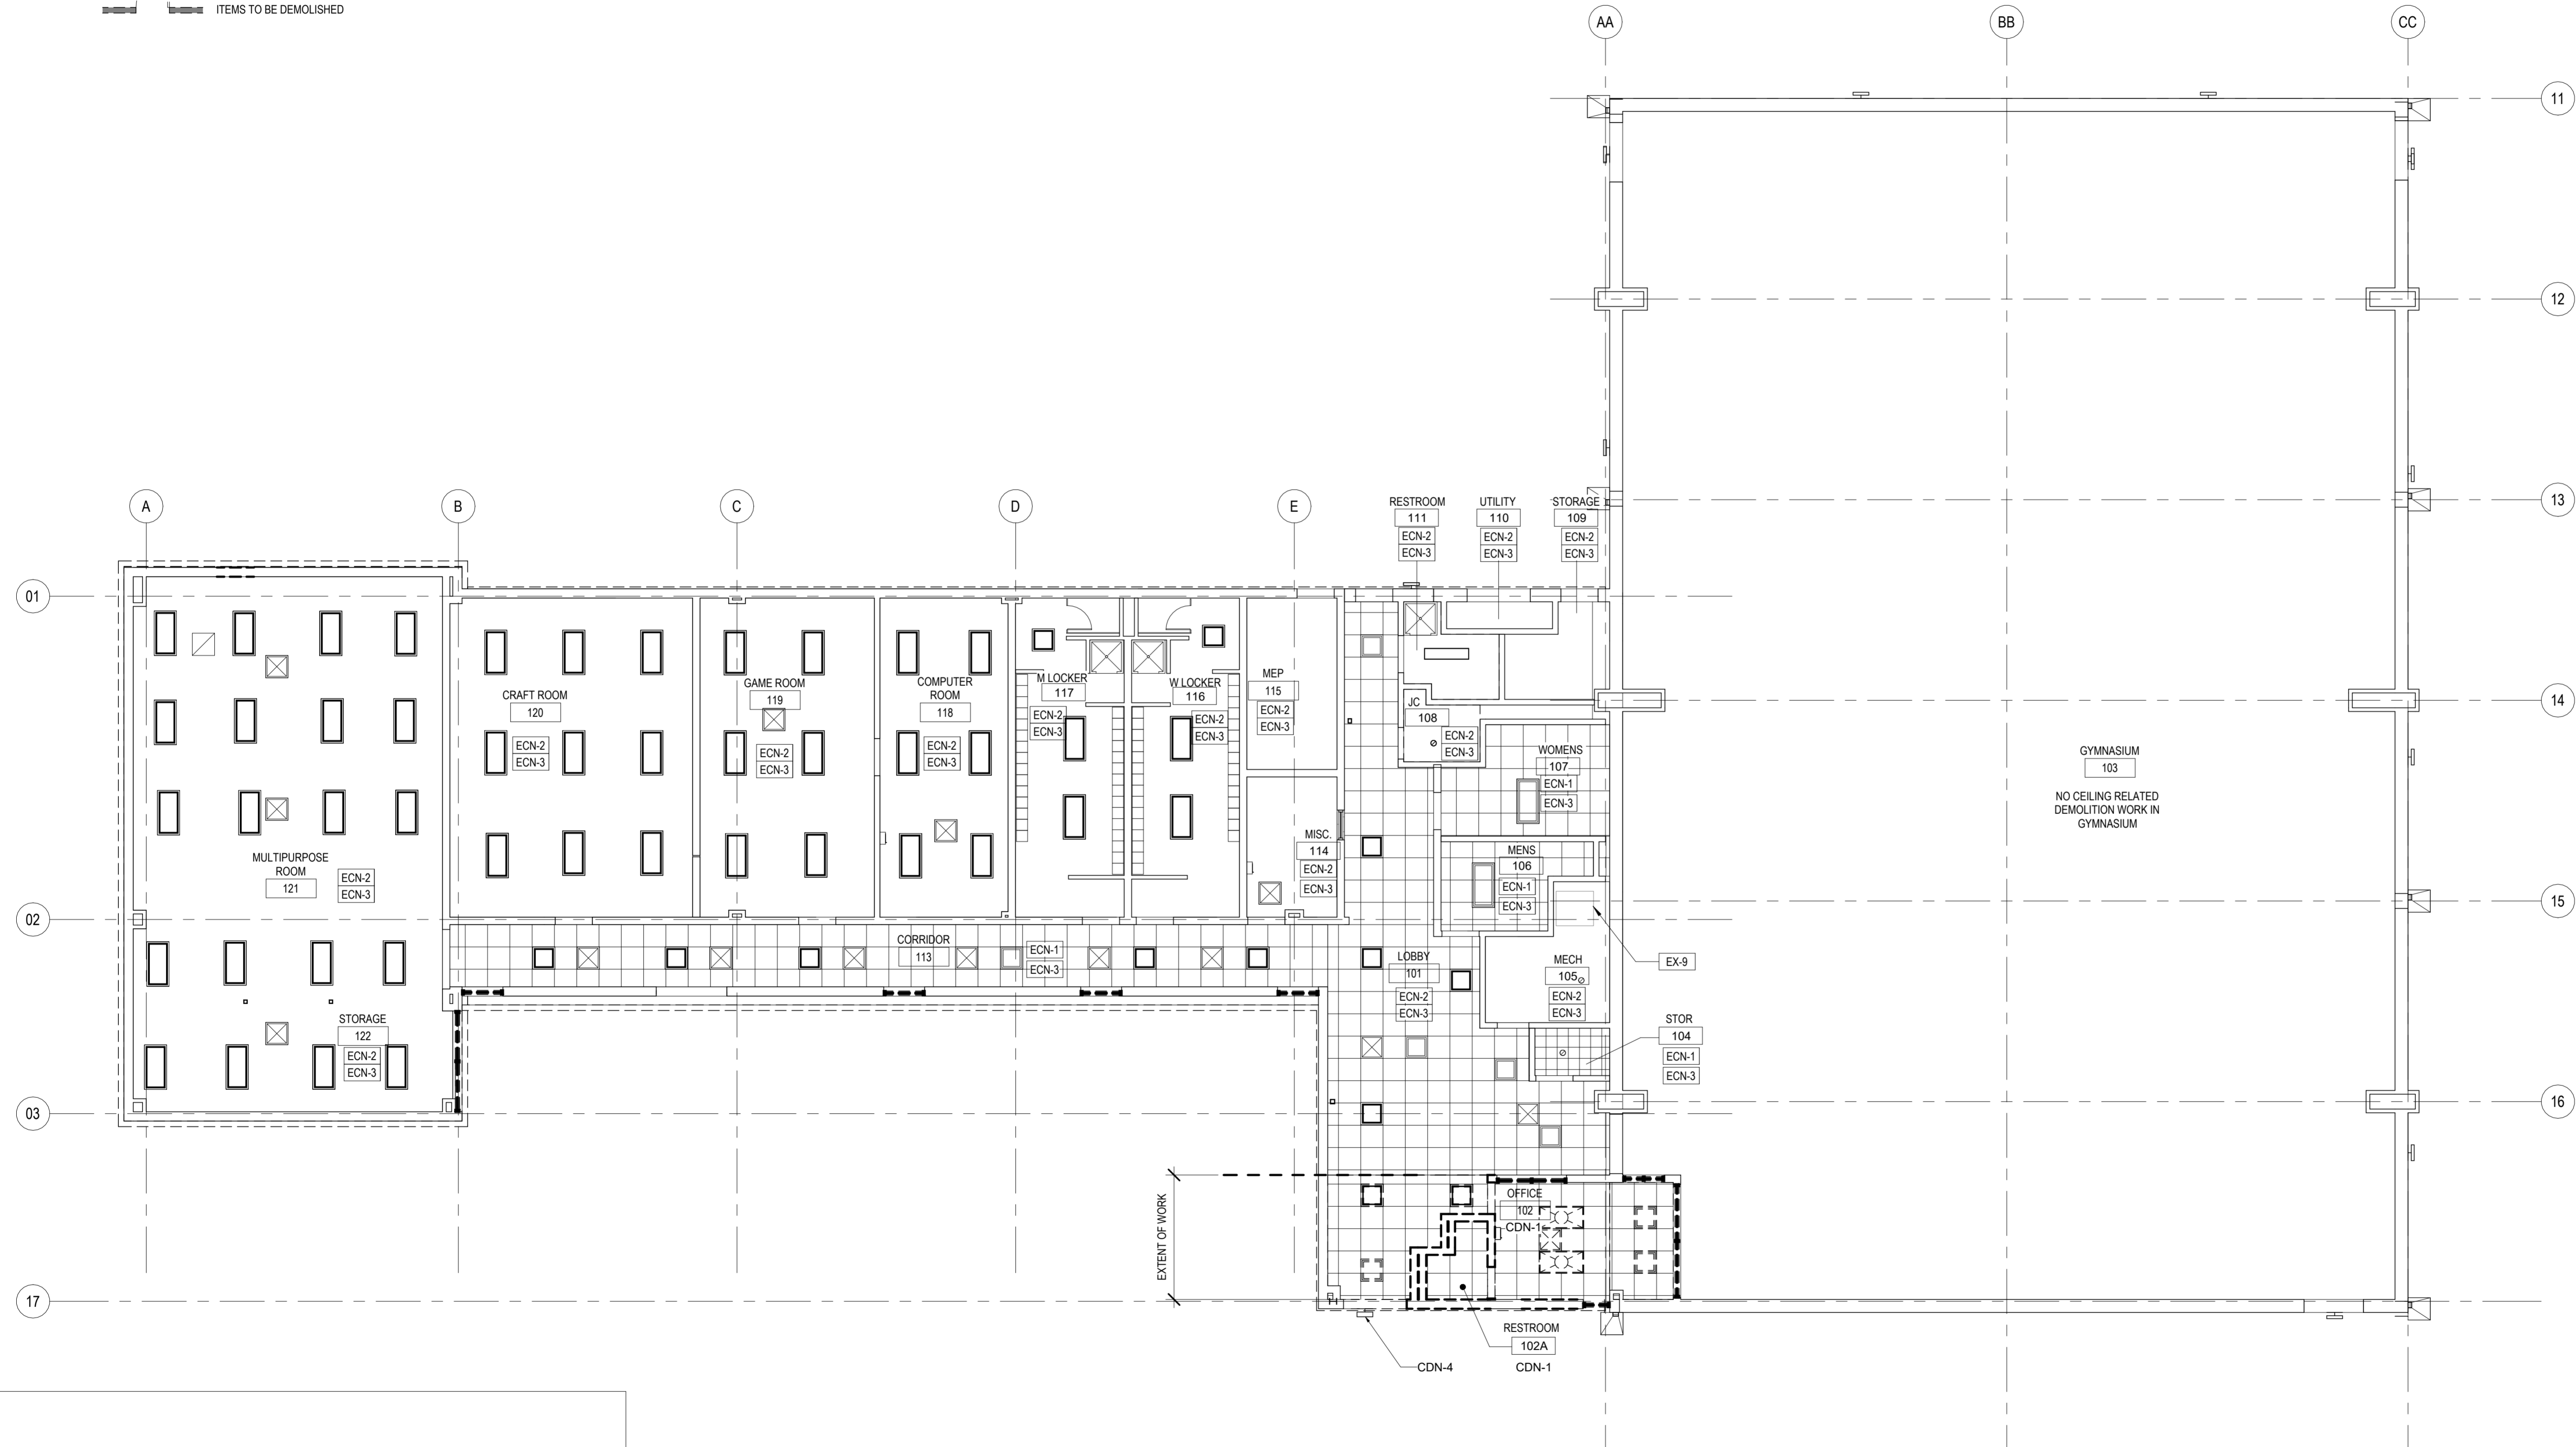 ITEMS TO BE DEMOLISHED
AA
BB
CC
11
12
13
14
15
16
17
A
B
C
D
E
01
02
03
RESTROOM
111
ECN-2
ECN-3
UTILITY
110
ECN-2
ECN-3
STORAGE
109
ECN-2
ECN-3
CRAFT ROOM
120
ECN-2
ECN-3
GAME ROOM
119
ECN-2
ECN-3
COMPUTER
ROOM
118
ECN-2
ECN-3
M LOCKER
117
ECN-2
ECN-3
W LOCKER
116
ECN-2
ECN-3
MEP
115
ECN-2
ECN-3
JC
108
ECN-2
ECN-3
WOMENS
107
ECN-1
ECN-3
GYMNASIUM
103
NO CEILING RELATED
DEMOLITION WORK IN
GYMNASIUM
MULTIPURPOSE
ROOM
121
ECN-2
ECN-3
MISC.
114
ECN-2
ECN-3
MENS
106
ECN-1
ECN-3
CORRIDOR
113
ECN-1
ECN-3
LOBBY
101
ECN-2
ECN-3
MECH
105
ECN-2
ECN-3
EX-9
STORAGE
122
ECN-2
ECN-3
STOR
104
ECN-1
ECN-3
EXTENT OF WORK
OFFICE
102
CDN-1
RESTROOM
102A
CDN-1
CDN-4